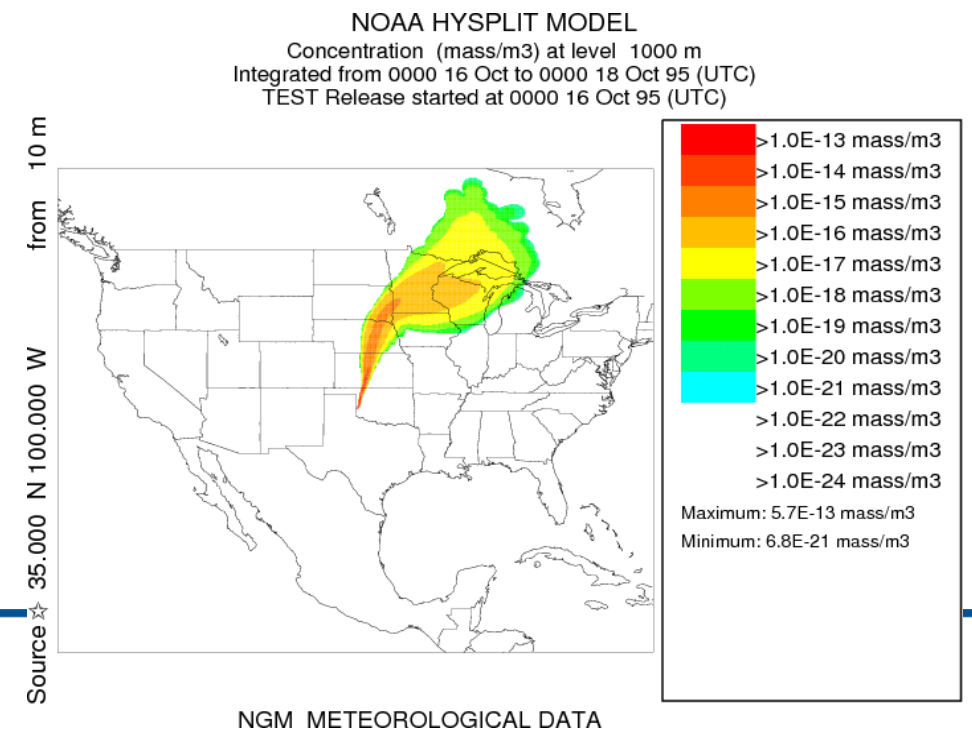 NOAA HYSPLIT MODEL
Concentration (mass/m3) at level 1000 m
Integrated from 0000 16 Oct to 0000 18 Oct 95 (UTC)
TEST Release started at 0000 16 Oct 95 (UTC)
Source ☆ 35.000 N 100.000 W from 10 m
>1.0E-13 mass/m3
>1.0E-14 mass/m3
>1.0E-15 mass/m3
>1.0E-16 mass/m3
>1.0E-17 mass/m3
>1.0E-18 mass/m3
>1.0E-19 mass/m3
>1.0E-20 mass/m3
>1.0E-21 mass/m3
>1.0E-22 mass/m3
>1.0E-23 mass/m3
>1.0E-24 mass/m3
Maximum: 5.7E-13 mass/m3
Minimum: 6.8E-21 mass/m3
NGM METEOROLOGICAL DATA